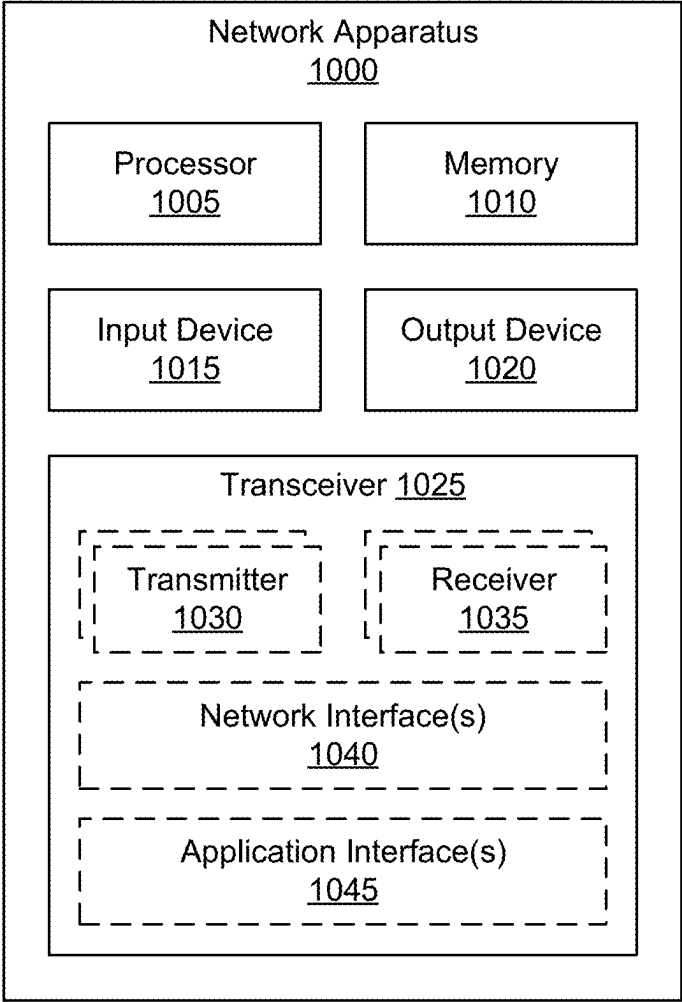 Network Apparatus
1000
Processor
1005
Memory
1010
Input Device
1015
Output Device
1020
Transceiver 1025
Transmitter
1030
Receiver
1035
Network Interface(s)
1040
Application Interface(s)
1045